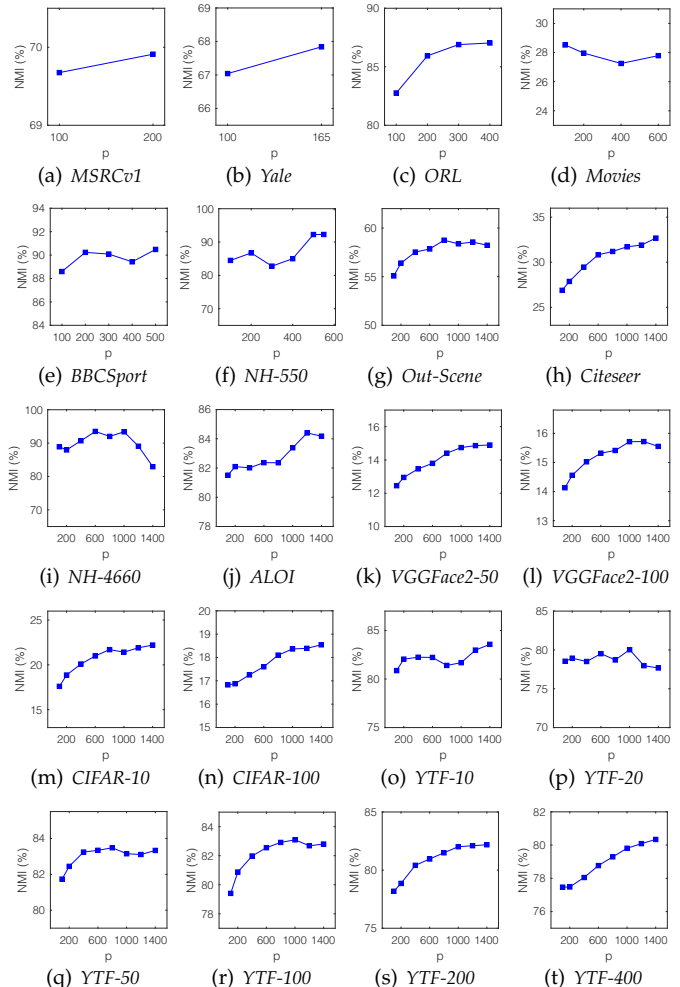 71
70
69
NMI (%)
100
200
p
(a) MSRCv1
69
68
67
66
NMI (%)
100
165
p
(b) Yale
90
85
80
NMI (%)
100
200
300
400
p
(c) ORL
30
28
26
24
NMI (%)
200
400
600
p
(d) Movies
94
92
90
88
86
84
NMI (%)
100
200
300
400
500
p
(e) BBCSport
100
90
80
70
NMI (%)
200
400
600
p
(f) NH-550
60
55
50
NMI (%)
200
600
1000
1400
p
(g) Out-Scene
35
30
25
NMI (%)
200
600
1000
1400
p
(h) Citeseer
100
90
80
70
NMI (%)
200
600
1000
1400
p
(i) NH-4660
86
84
82
80
78
NMI (%)
200
600
1000
1400
p
(j) ALOI
16
14
12
10
NMI (%)
200
600
1000
1400
p
(k) VGGFace2-50
16
15
14
13
NMI (%)
200
600
1000
1400
p
(l) VGGFace2-100
25
20
15
NMI (%)
200
600
1000
1400
p
(m) CIFAR-10
20
19
18
17
16
15
NMI (%)
200
600
1000
1400
p
(n) CIFAR-100
85
80
75
NMI (%)
200
600
1000
1400
p
(o) YTF-10
85
80
75
70
NMI (%)
200
600
1000
1400
p
(p) YTF-20
84
82
80
NMI (%)
200
600
1000
1400
p
(q) YTF-50
84
82
80
78
NMI (%)
200
600
1000
1400
p
(r) YTF-100
85
80
75
NMI (%)
200
600
1000
1400
p
(s) YTF-200
82
80
78
76
NMI (%)
200
600
1000
1400
p
(t) YTF-400